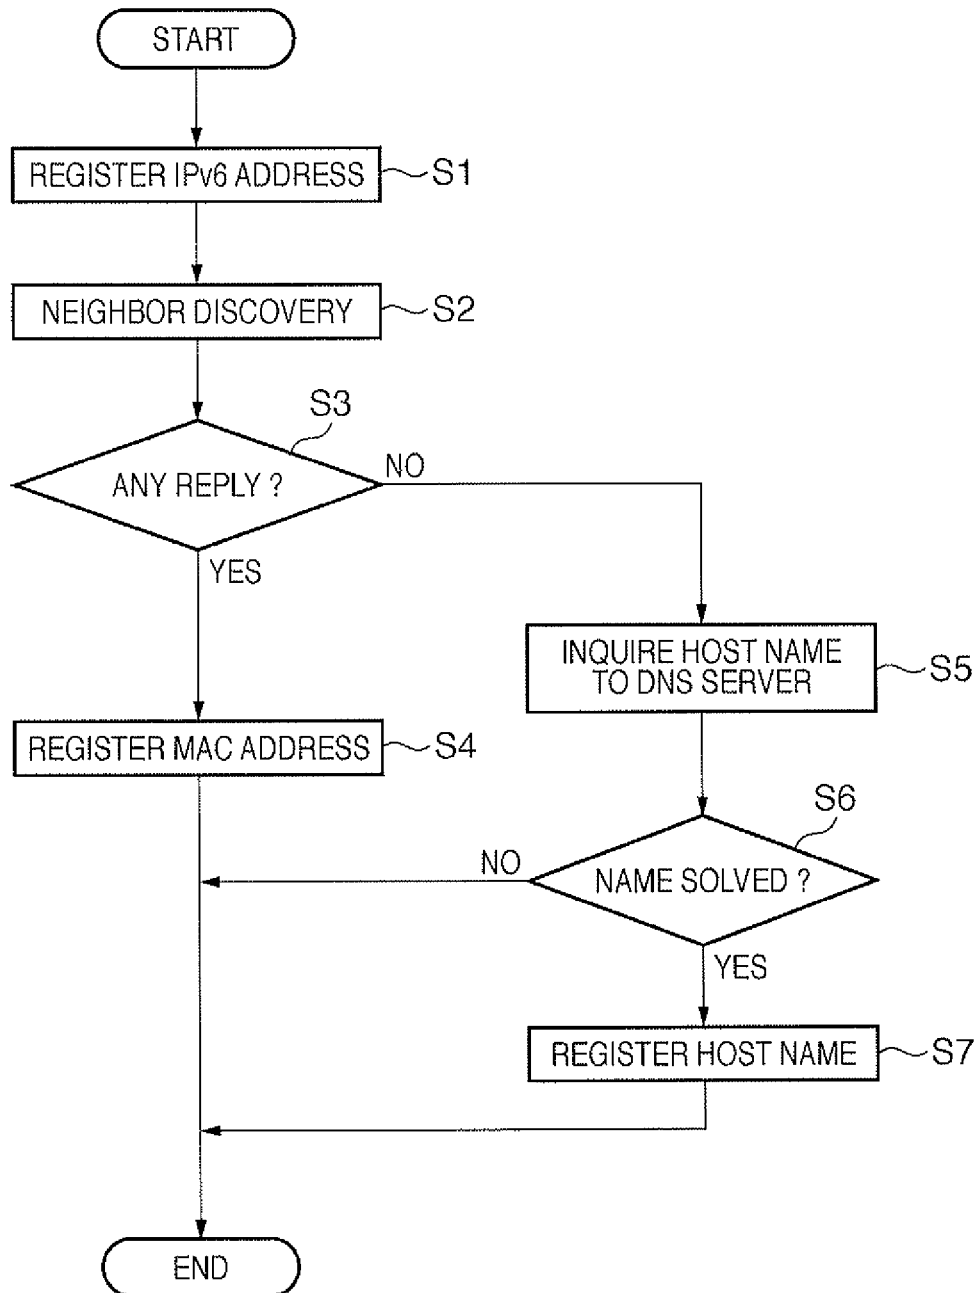 START
REGISTER IPv6 ADDRESS
S1
NEIGHBOR DISCOVERY
S2
S3
ANY REPLY ?
NO
YES
INQUIRE HOST NAME
TO DNS SERVER
S5
REGISTER MAC ADDRESS
S4
S6
NO
NAME SOLVED ?
YES
REGISTER HOST NAME
S7
END